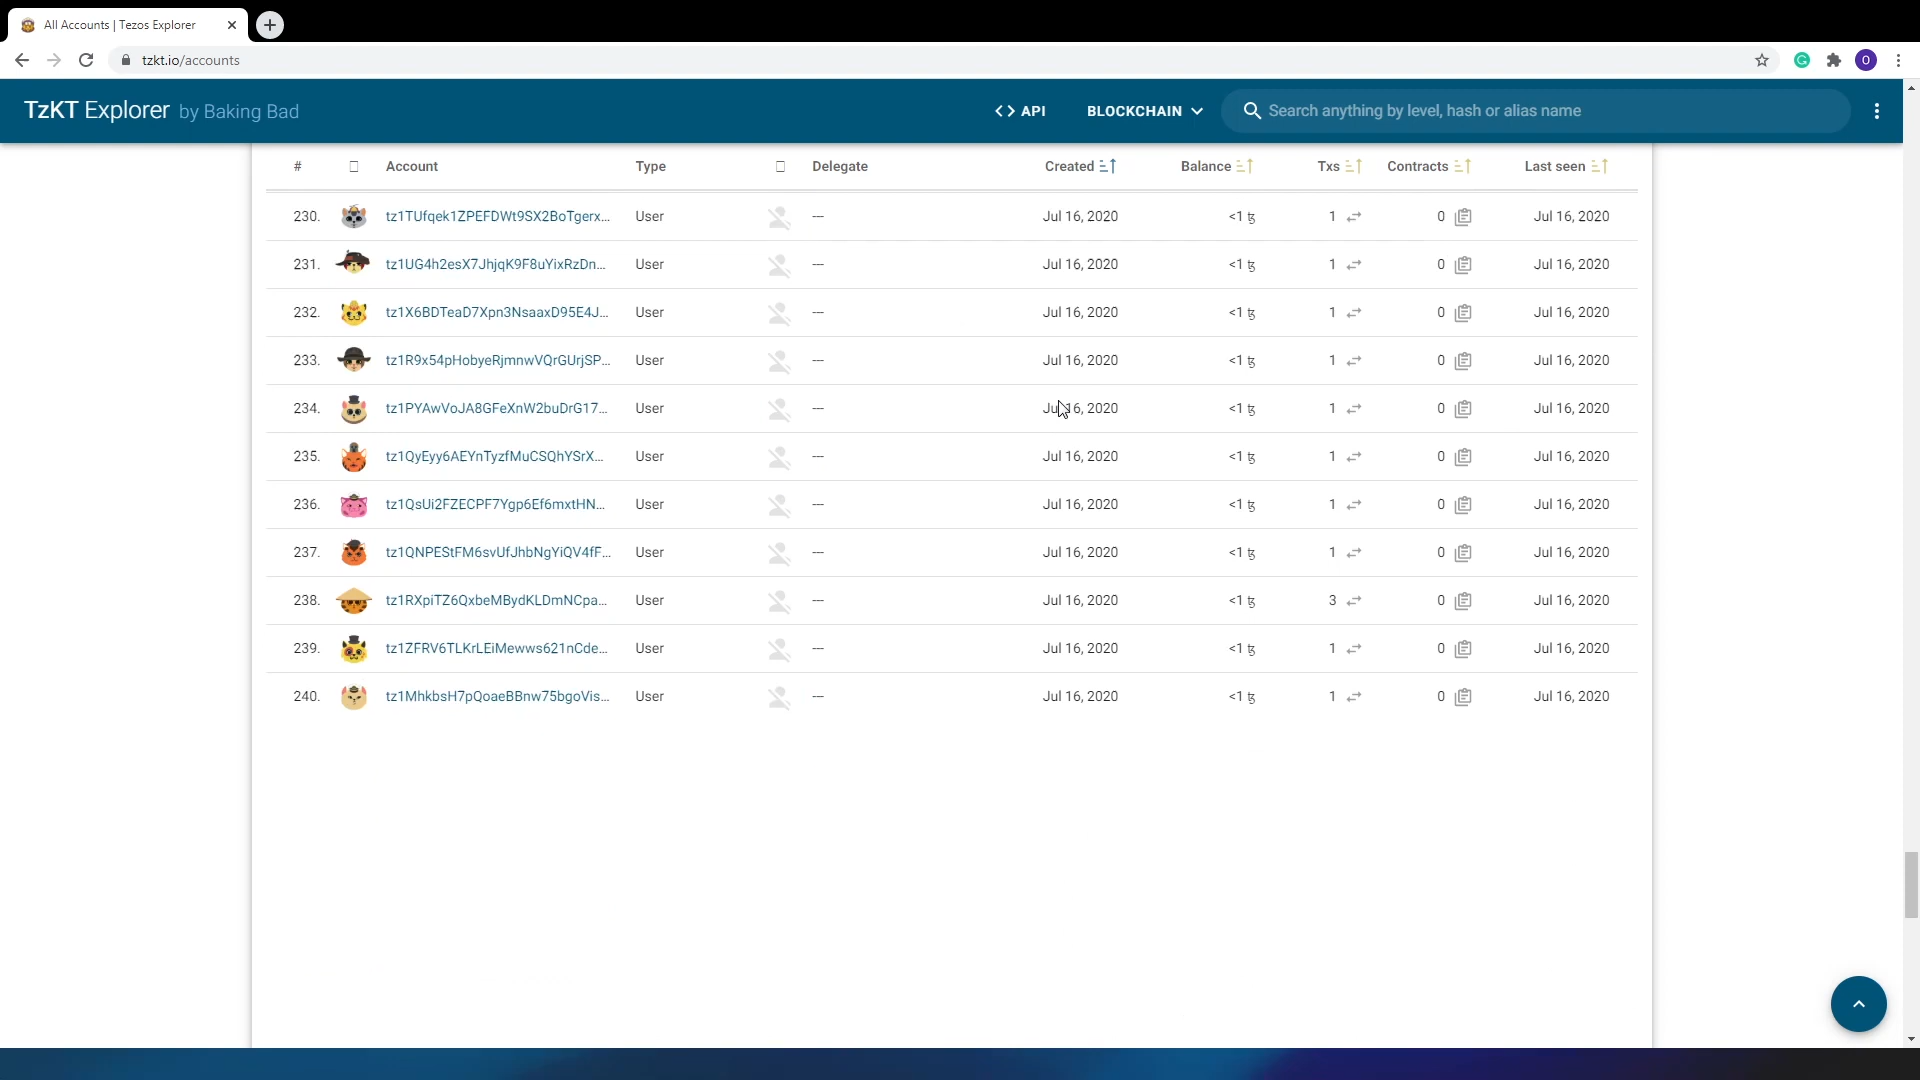 All Accounts | Tezos Explorer
tzkt.io/accounts
O
TzKT Explorer by Baking Bad
<> API
BLOCKCHAIN
Search anything by level, hash or alias name
# Account Type Delegate Created Balance Txs Contracts Last seen
230. tz1TUfqek1ZPEFDWt9SX2BoTgerx... User --- Jul 16, 2020 <1 ꜩ 1 0 Jul 16, 2020
231. tz1UG4h2esX7JhjqK9F8uYixRzDn... User --- Jul 16, 2020 <1 ꜩ 1 0 Jul 16, 2020
232. tz1X6BDTeaD7Xpn3NsaaxD95E4J... User --- Jul 16, 2020 <1 ꜩ 1 0 Jul 16, 2020
233. tz1R9x54pHobyeRjmnwVQrGUrjSP... User --- Jul 16, 2020 <1 ꜩ 1 0 Jul 16, 2020
234. tz1PYAwVoJA8GFeXnW2buDrG17... User --- Jul 16, 2020 <1 ꜩ 1 0 Jul 16, 2020
235. tz1QyEyy6AEYnTyzfMuCSQhYSrX... User --- Jul 16, 2020 <1 ꜩ 1 0 Jul 16, 2020
236. tz1QsUi2FZECPF7Ygp6Ef6mxtHN... User --- Jul 16, 2020 <1 ꜩ 1 0 Jul 16, 2020
237. tz1QNPEStFM6svUfJhbNgYiQV4fF... User --- Jul 16, 2020 <1 ꜩ 1 0 Jul 16, 2020
238. tz1RXpiTZ6QxbeMBydKLDmNCpa... User --- Jul 16, 2020 <1 ꜩ 3 0 Jul 16, 2020
239. tz1ZFRV6TLKrLEiMewws621nCde... User --- Jul 16, 2020 <1 ꜩ 1 0 Jul 16, 2020
240. tz1MhkbsH7pQoaeBBnw75bgoVis... User --- Jul 16, 2020 <1 ꜩ 1 0 Jul 16, 2020